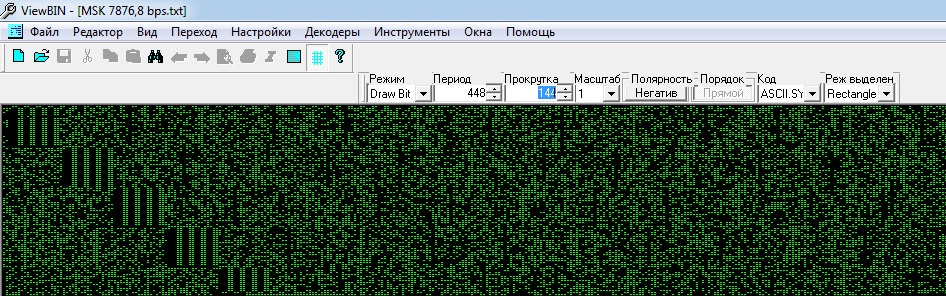 ViewBIN - [MSK 7876,8 bps.txt]
Файл Редактор Вид Переход Настройки Декодеры Инструменты Окна Помощь
Режим Период Прокрутка Масштаб Полярность Порядок Код Реж выделен
Draw Bit 448 144 1 Негатив Прямой ASCII.SY Rectangle